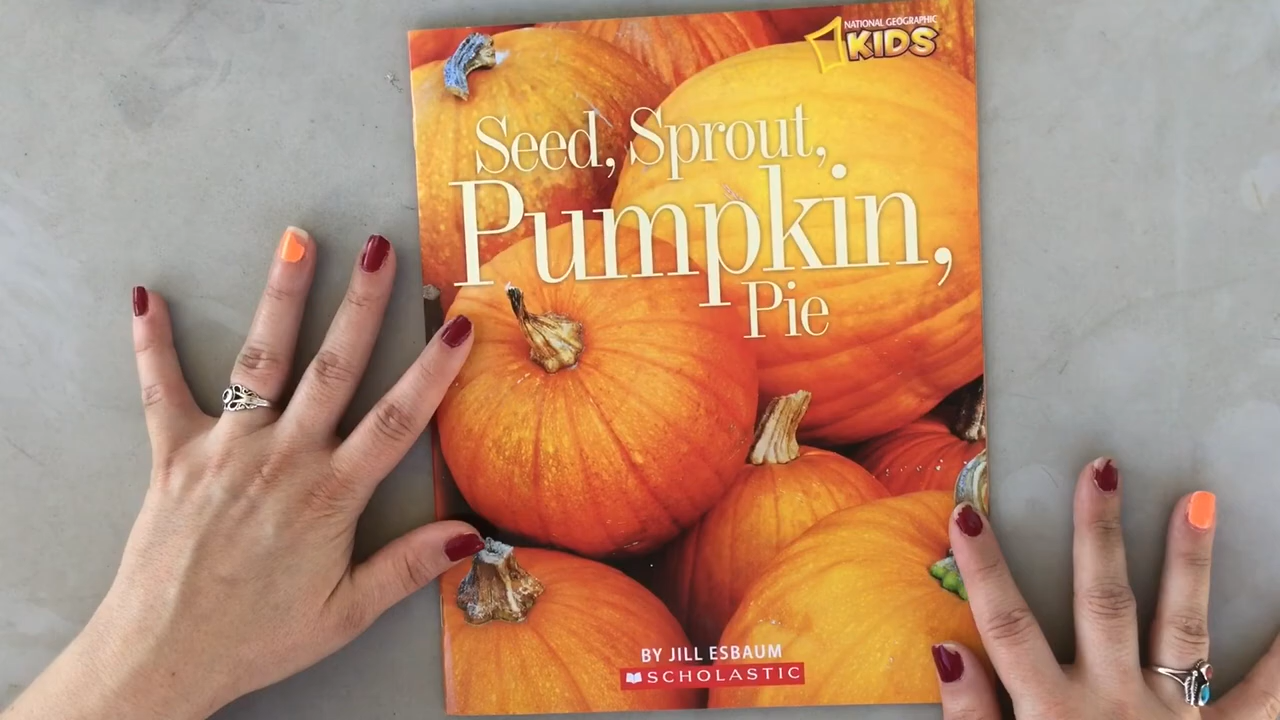 NATIONAL GEOGRAPHIC
KIDS
Seed, Sprout,
Pumpkin,
Pie
BY JILL ESBAUM
SCHOLASTIC